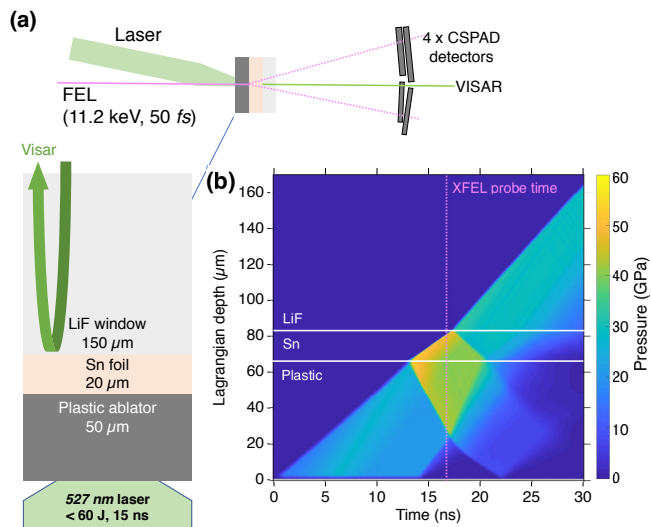 (a)
Laser
4 x CSPAD
detectors
FEL
(11.2 keV, 50 fs)
VISAR
Visar
LiF window
150 µm
Sn foil
20 µm
Plastic ablator
50 µm
527 nm laser
< 60 J, 15 ns
(b)
XFEL probe time
LiF
Sn
Plastic
Lagrangian depth (µm)
160
140
120
100
80
60
40
20
0
0 5 10 15 20 25 30
Time (ns)
60
50
40
30
20
10
0
Pressure (GPa)